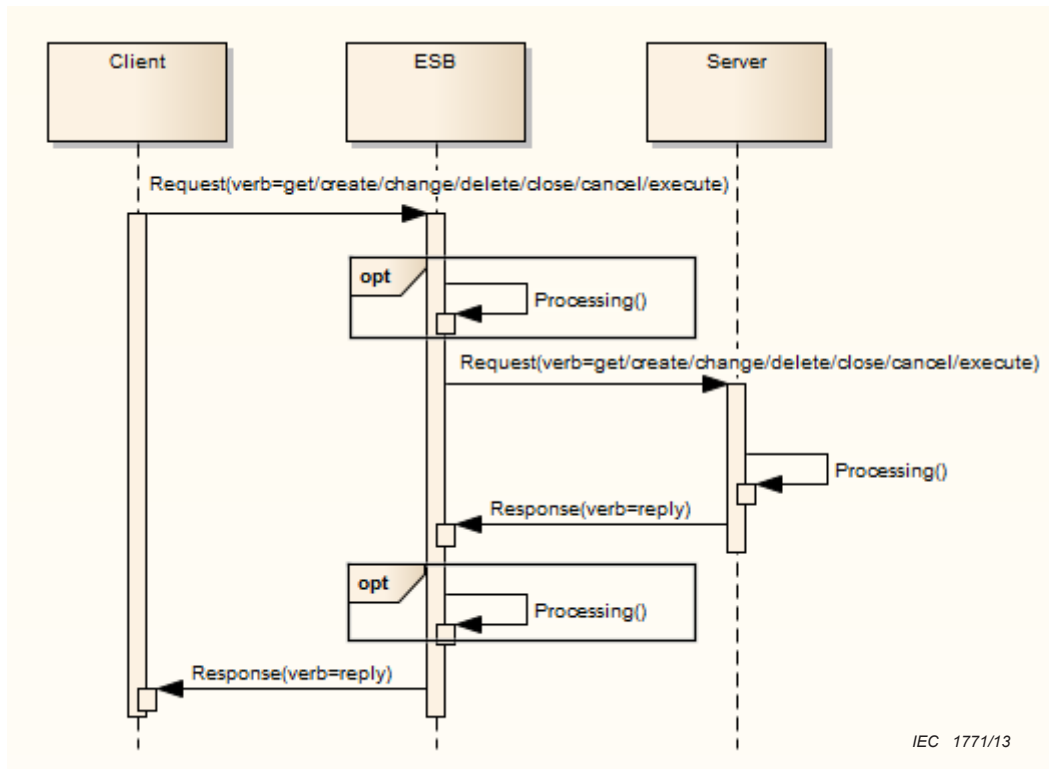 Client
ESB
Server
Request(verb=get/create/change/delete/close/cancel/execute)
opt
Processing()
Request(verb=get/create/change/delete/close/cancel/execute)
Processing()
Response(verb=reply)
opt
Processing()
Response(verb=reply)
IEC 1771/13